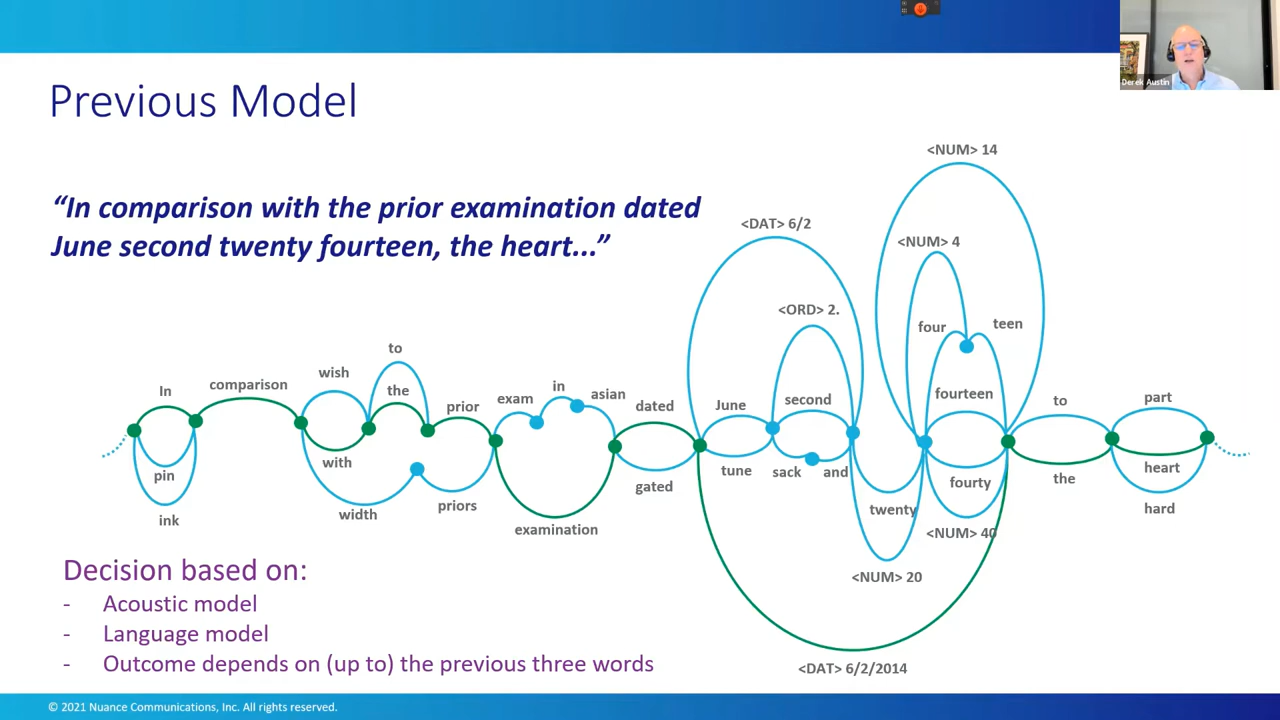 Derek Austin
Previous Model
“In comparison with the prior examination dated
June second twenty fourteen, the heart...”
<NUM> 14
<DAT> 6/2
<NUM> 4
<ORD> 2.
four
teen
to
wish
the
In
comparison
prior
exam
in
asian
dated
June
second
fourteen
to
part
with
pin
ink
width
priors
examination
gated
tune
sack
and
twenty
fourty
the
heart
hard
<NUM> 40
<NUM> 20
<DAT> 6/2/2014
Decision based on:
- Acoustic model
- Language model
- Outcome depends on (up to) the previous three words
© 2021 Nuance Communications, Inc. All rights reserved.